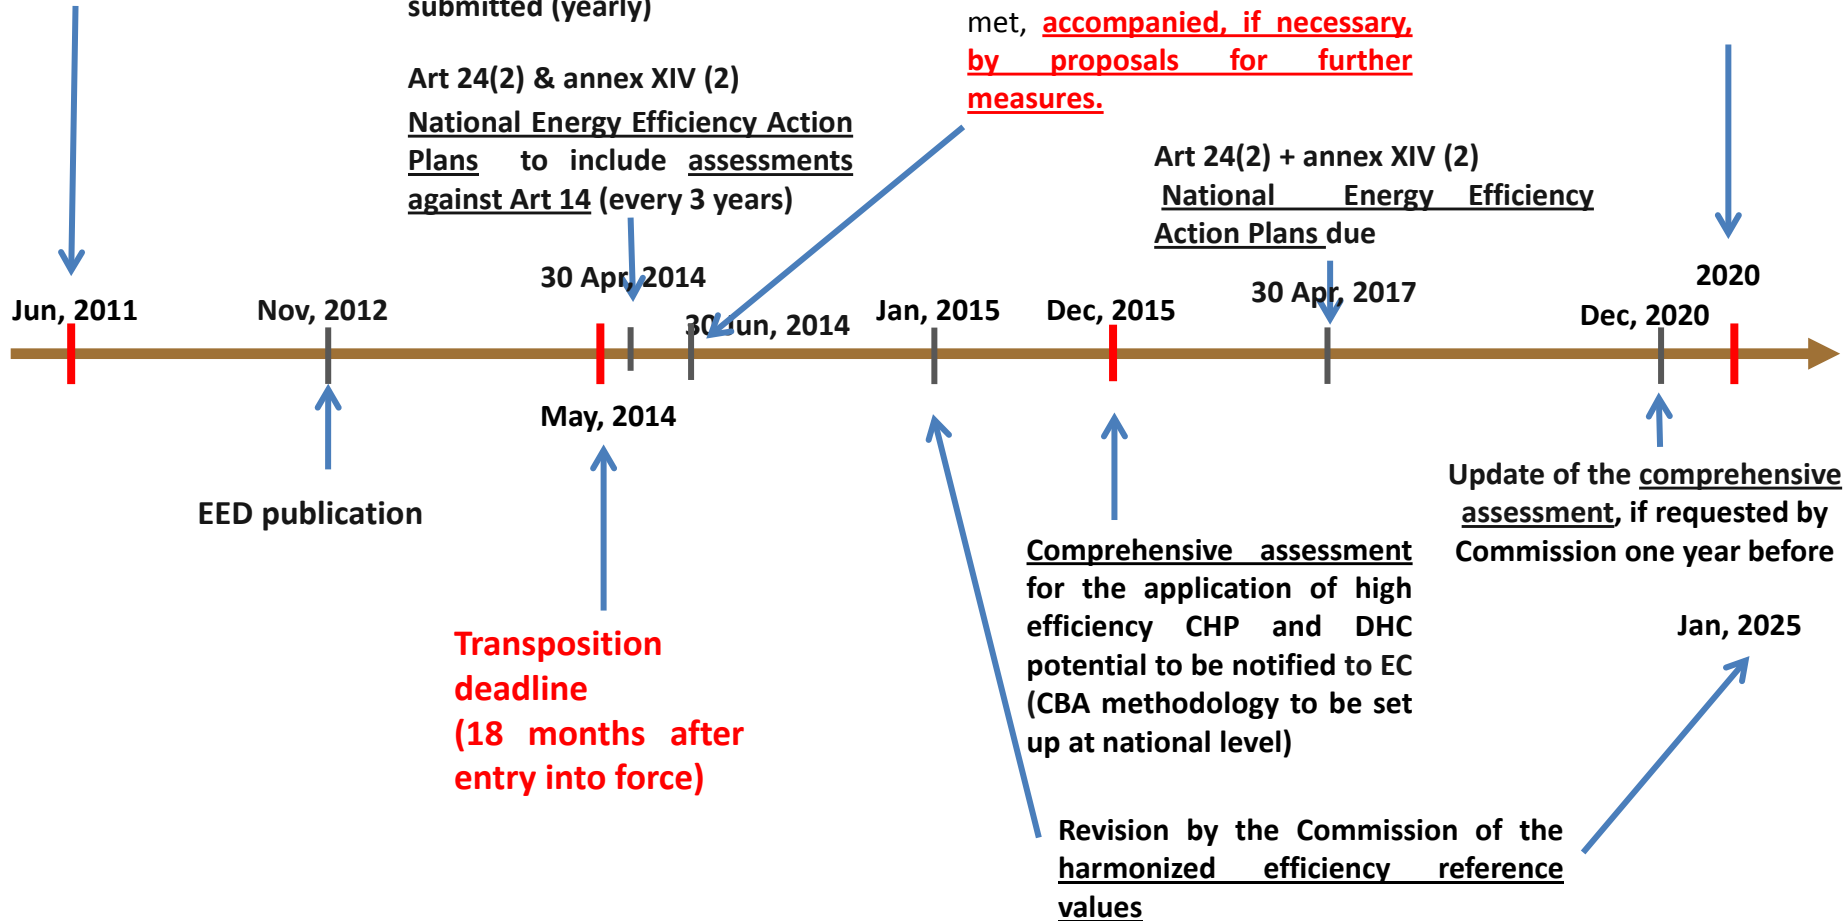 submitted (yearly)
Art 24(2) & annex XIV (2)
National Energy Efficiency Action
Plans to include assessments
against Art 14 (every 3 years)
met, accompanied, if necessary,
by proposals for further
measures.
Art 24(2) + annex XIV (2)
National Energy Efficiency
Action Plans due
Jun, 2011
Nov, 2012
30 Apr, 2014
30 Jun, 2014
Jan, 2015
Dec, 2015
30 Apr, 2017
Dec, 2020
2020
May, 2014
EED publication
Transposition
deadline
(18 months after
entry into force)
Comprehensive assessment
for the application of high
efficiency CHP and DHC
potential to be notified to EC
(CBA methodology to be set
up at national level)
Update of the comprehensive
assessment, if requested by
Commission one year before
Jan, 2025
Revision by the Commission of the
harmonized efficiency reference
values